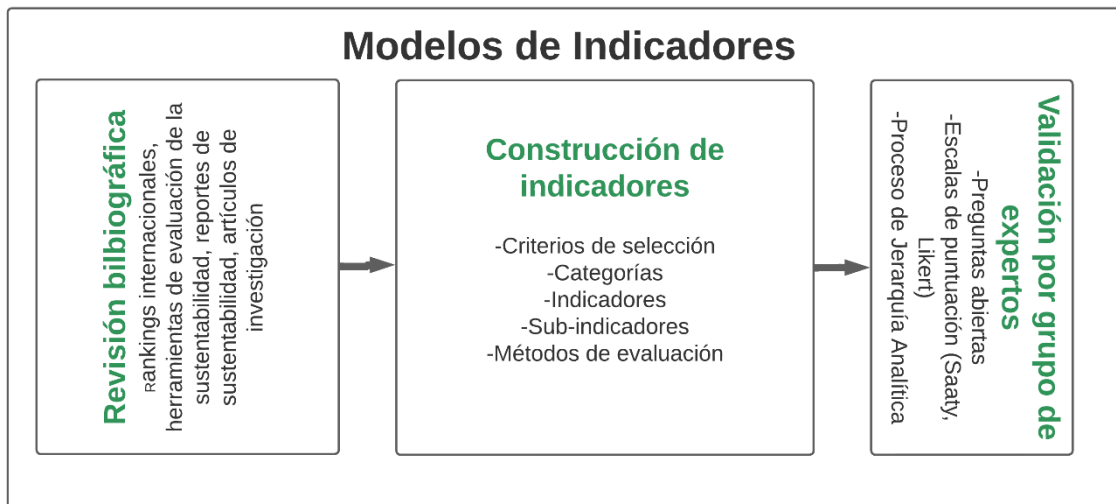 Modelos de Indicadores
Revisión bilbiográfica
Rankings internacionales,
herramientas de evaluación de la
sustentabilidad, reportes de
sustentabilidad, artículos de
investigación
Construcción de
indicadores
-Criterios de selección
-Categorías
-Indicadores
-Sub-indicadores
-Métodos de evaluación
Validación por grupo de
expertos
-Preguntas abiertas
-Escalas de puntuación (Saaty,
Likert)
-Proceso de Jerarquía Analítica